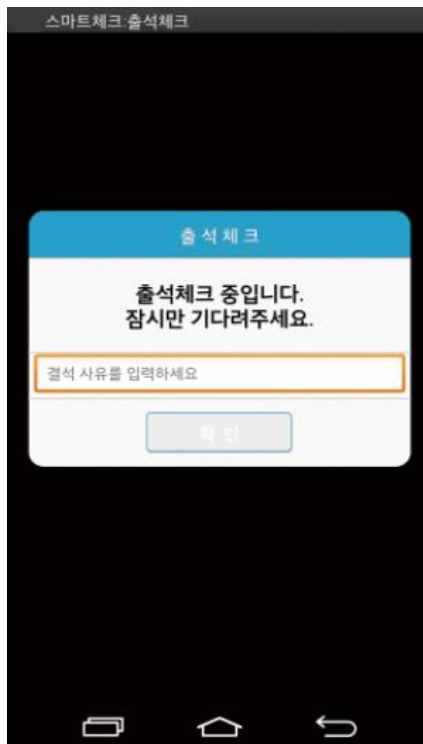 스마트체크:출석체크
출석체크
출석체크 중입니다.
잠시만 기다려주세요.
결석 사유를 입력하세요
확인